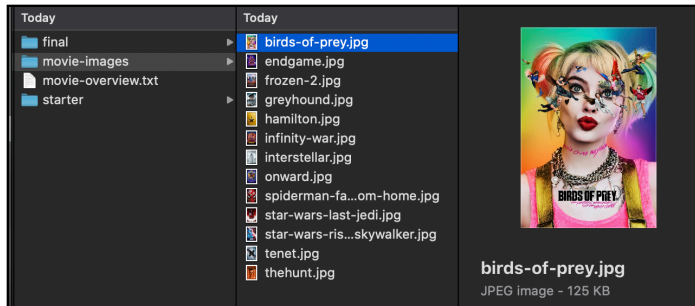 Today
final
movie-images
movie-overview.txt
starter
Today
birds-of-prey.jpg
endgame.jpg
frozen-2.jpg
greyhound.jpg
hamilton.jpg
infinity-war.jpg
interstellar.jpg
onward.jpg
spiderman-fa...om-home.jpg
star-wars-last-jedi.jpg
star-wars-ris...skywalker.jpg
tenet.jpg
thehunt.jpg
BIRDS OF PREY
birds-of-prey.jpg
JPEG image - 125 KB